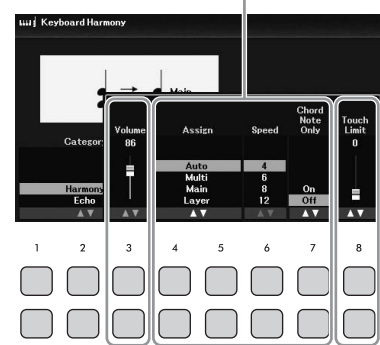 Keyboard Harmony
Main
Category
Harmony
Echo
Volume
86
Assign
Auto
Multi
Main
Layer
Speed
4
6
8
12
Chord
Note
Only
On
Off
Touch
Limit
0
1 2 3 4 5 6 7 8